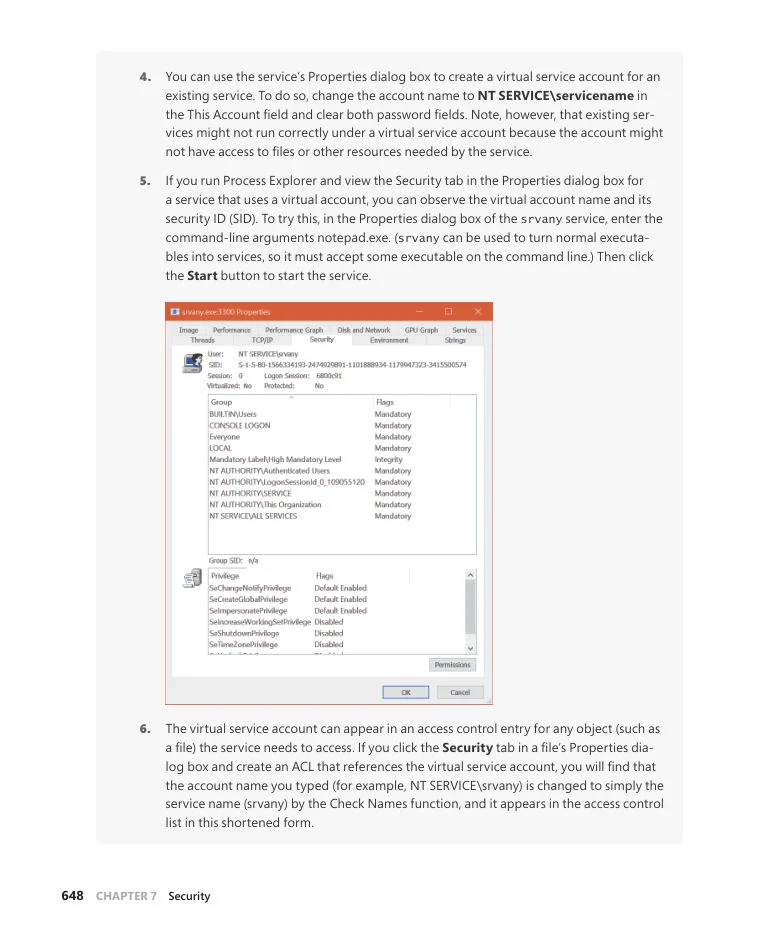 4. You can use the service's Properties dialog box to create a virtual service account for an
existing service. To do so, change the account name to NT SERVICE\servicename in
the This Account field and clear both password fields. Note, however, that existing ser-
vices might not run correctly under a virtual service account because the account might
not have access to files or other resources needed by the service.
5. If you run Process Explorer and view the Security tab in the Properties dialog box for
a service that uses a virtual account, you can observe the virtual account name and its
security ID (SID). To try this, in the Properties dialog box of the srvany service, enter the
command-line arguments notepad.exe. (srvany can be used to turn normal executa-
bles into services, so it must accept some executable on the command line.) Then click
the Start button to start the service.
srvany.exe:3300 Properties
Image Performance Performance Graph Disk and Network GPU Graph Services
Threads TCP/IP Security Environment Strings
User: NT SERVICE\srvany
SID: S-1-5-80-1566334193-2474929891-1101888934-1179947323-3415500574
Session: 0 Logon Session: 6800c91
Virtualized: No Protected: No
Group Flags
BUILTIN\Users Mandatory
CONSOLE LOGON Mandatory
Everyone Mandatory
LOCAL Mandatory
Mandatory Label\High Mandatory Level Integrity
NT AUTHORITY\Authenticated Users Mandatory
NT AUTHORITY\LogonSessionId_0_109055120 Mandatory
NT AUTHORITY\SERVICE Mandatory
NT AUTHORITY\This Organization Mandatory
NT SERVICE\ALL SERVICES Mandatory
Group SID: n/a
Privilege Flags
SeChangeNotifyPrivilege Default Enabled
SeCreateGlobalPrivilege Default Enabled
SeImpersonatePrivilege Default Enabled
SeIncreaseWorkingSetPrivilege Disabled
SeShutdownPrivilege Disabled
SeTimeZonePrivilege Disabled
Permissions
OK Cancel
6. The virtual service account can appear in an access control entry for any object (such as
a file) the service needs to access. If you click the Security tab in a file's Properties dia-
log box and create an ACL that references the virtual service account, you will find that
the account name you typed (for example, NT SERVICE\srvany) is changed to simply the
service name (srvany) by the Check Names function, and it appears in the access control
list in this shortened form.
648 CHAPTER 7 Security